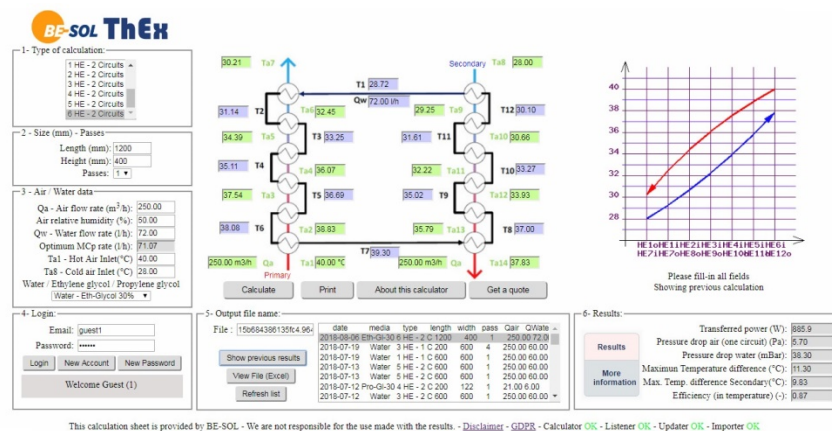 BE-SOL ThEx
1- Type of calculation:
1 HE - 2 Circuits
2 HE - 2 Circuits
3 HE - 2 Circuits
4 HE - 2 Circuits
5 HE - 2 Circuits
6 HE - 2 Circuits
2 - Size (mm) - Passes
Length (mm): 1200
Height (mm): 400
Passes: 1
3 - Air / Water data
Qa - Air flow rate (m³/h): 250.00
Air relative humidity (%): 50.00
Qw - Water flow rate (l/h): 72.00
Optimum MCp rate (l/h): 71.07
Ta1 - Hot Air Inlet(°C) 40.00
Ta8 - Cold air Inlet (°C) 28.00
Water / Ethylene glycol / Propylene glycol
Water - Eth-Glycol 30%
4- Login:
Email: guest1
Password: ••••••
Login New Account New Password
Welcome Guest (1)
30.21 Ta7 Secondary Ta8 28.00
T1 28.72
Qw 72.00 l/h
31.14 T2 Ta6 32.45 29.25 Ta9 T12 30.10
34.39 Ta5 T3 33.25 31.61 T11 Ta10 30.66
35.11 T4 Ta4 36.07 32.22 Ta11 T10 33.27
37.54 Ta3 T5 36.69 35.02 T9 Ta12 33.93
38.08 T6 Ta2 38.83 35.79 Ta13 T8 37.00
T7 39.30
250.00 m3/h Qa Ta1 40.00 °C 250.00 m3/h Qa Ta14 37.83
Primary
Calculate Print About this calculator Get a quote
40
38
36
34
32
30
28
HE1oHE1iHE2iHE3iHE4iHE5iHE6i
HE7iHE7oHE8oHE9oHE10oHE11oHE12o
Please fill-in all fields
Showing previous calculation
5- Output file name:
File : 15b684386135fc4.964
Show previous results
View File (Excel)
Refresh list
date media type length width pass Qair QWate
2018-08-06 Eth-Gl-30 6 HE - 2 C 1200 400 1 250.00 72.0
2018-07-19 Water 3 HE - 1 C 200 600 4 250.00 60.00
2018-07-19 Water 1 HE - 1 C 600 600 1 250.00 60.00
2018-07-13 Water 5 HE - 2 C 600 600 1 250.00 60.00
2018-07-13 Water 5 HE - 2 C 600 600 1 250.00 60.00
2018-07-12 Pro-Gl-30 4 HE - 2 C 200 122 1 21.00 6.00
2018-07-12 Water 3 HE - 2 C 600 600 1 250.00 60.00
6- Results:
Results
More information
Transferred power (W): 885.9
Pressure drop air (one circuit) (Pa): 5.70
Pressure drop water (mBar): 38.30
Maximun Temperature difference (°C): 11.30
Max. Temp. difference Secondary(°C): 9.83
Efficiency (in temperature) (-): 0.87
This calculation sheet is provided by BE-SOL - We are not responsible for the use made with the results. - Disclaimer - GDPR - Calculator OK - Listener OK - Updater OK - Importer OK